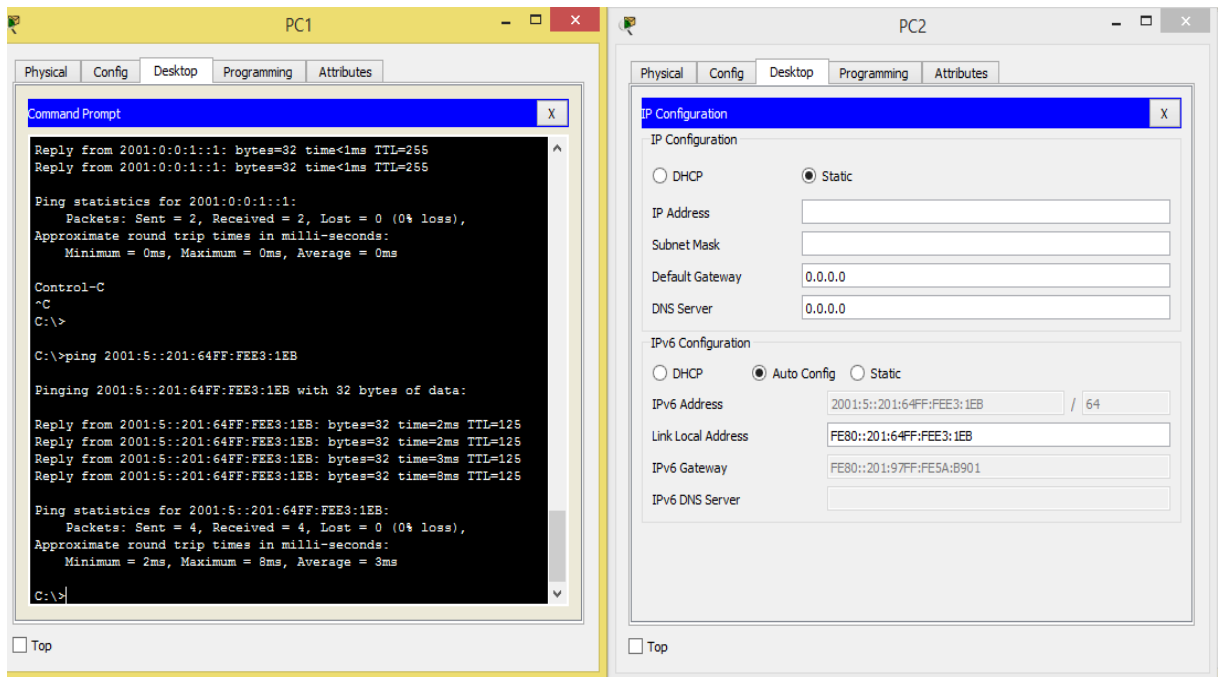 PC1
Physical Config Desktop Programming Attributes
Command Prompt X
Reply from 2001:0:0:1::1: bytes=32 time<1ms TTL=255
Reply from 2001:0:0:1::1: bytes=32 time<1ms TTL=255
Ping statistics for 2001:0:0:1::1:
Packets: Sent = 2, Received = 2, Lost = 0 (0% loss),
Approximate round trip times in milli-seconds:
Minimum = 0ms, Maximum = 0ms, Average = 0ms
Control-C
^C
C:\>
C:\>ping 2001:5::201:64FF:FEE3:1EB
Pinging 2001:5::201:64FF:FEE3:1EB with 32 bytes of data:
Reply from 2001:5::201:64FF:FEE3:1EB: bytes=32 time=2ms TTL=125
Reply from 2001:5::201:64FF:FEE3:1EB: bytes=32 time=2ms TTL=125
Reply from 2001:5::201:64FF:FEE3:1EB: bytes=32 time=3ms TTL=125
Reply from 2001:5::201:64FF:FEE3:1EB: bytes=32 time=8ms TTL=125
Ping statistics for 2001:5::201:64FF:FEE3:1EB:
Packets: Sent = 4, Received = 4, Lost = 0 (0% loss),
Approximate round trip times in milli-seconds:
Minimum = 2ms, Maximum = 8ms, Average = 3ms
C:\>
Top
PC2
Physical Config Desktop Programming Attributes
IP Configuration X
IP Configuration
DHCP Static
IP Address
Subnet Mask
Default Gateway 0.0.0.0
DNS Server 0.0.0.0
IPv6 Configuration
DHCP Auto Config Static
IPv6 Address 2001:5::201:64FF:FEE3:1EB / 64
Link Local Address FE80::201:64FF:FEE3:1EB
IPv6 Gateway FE80::201:97FF:FE5A:B901
IPv6 DNS Server
Top